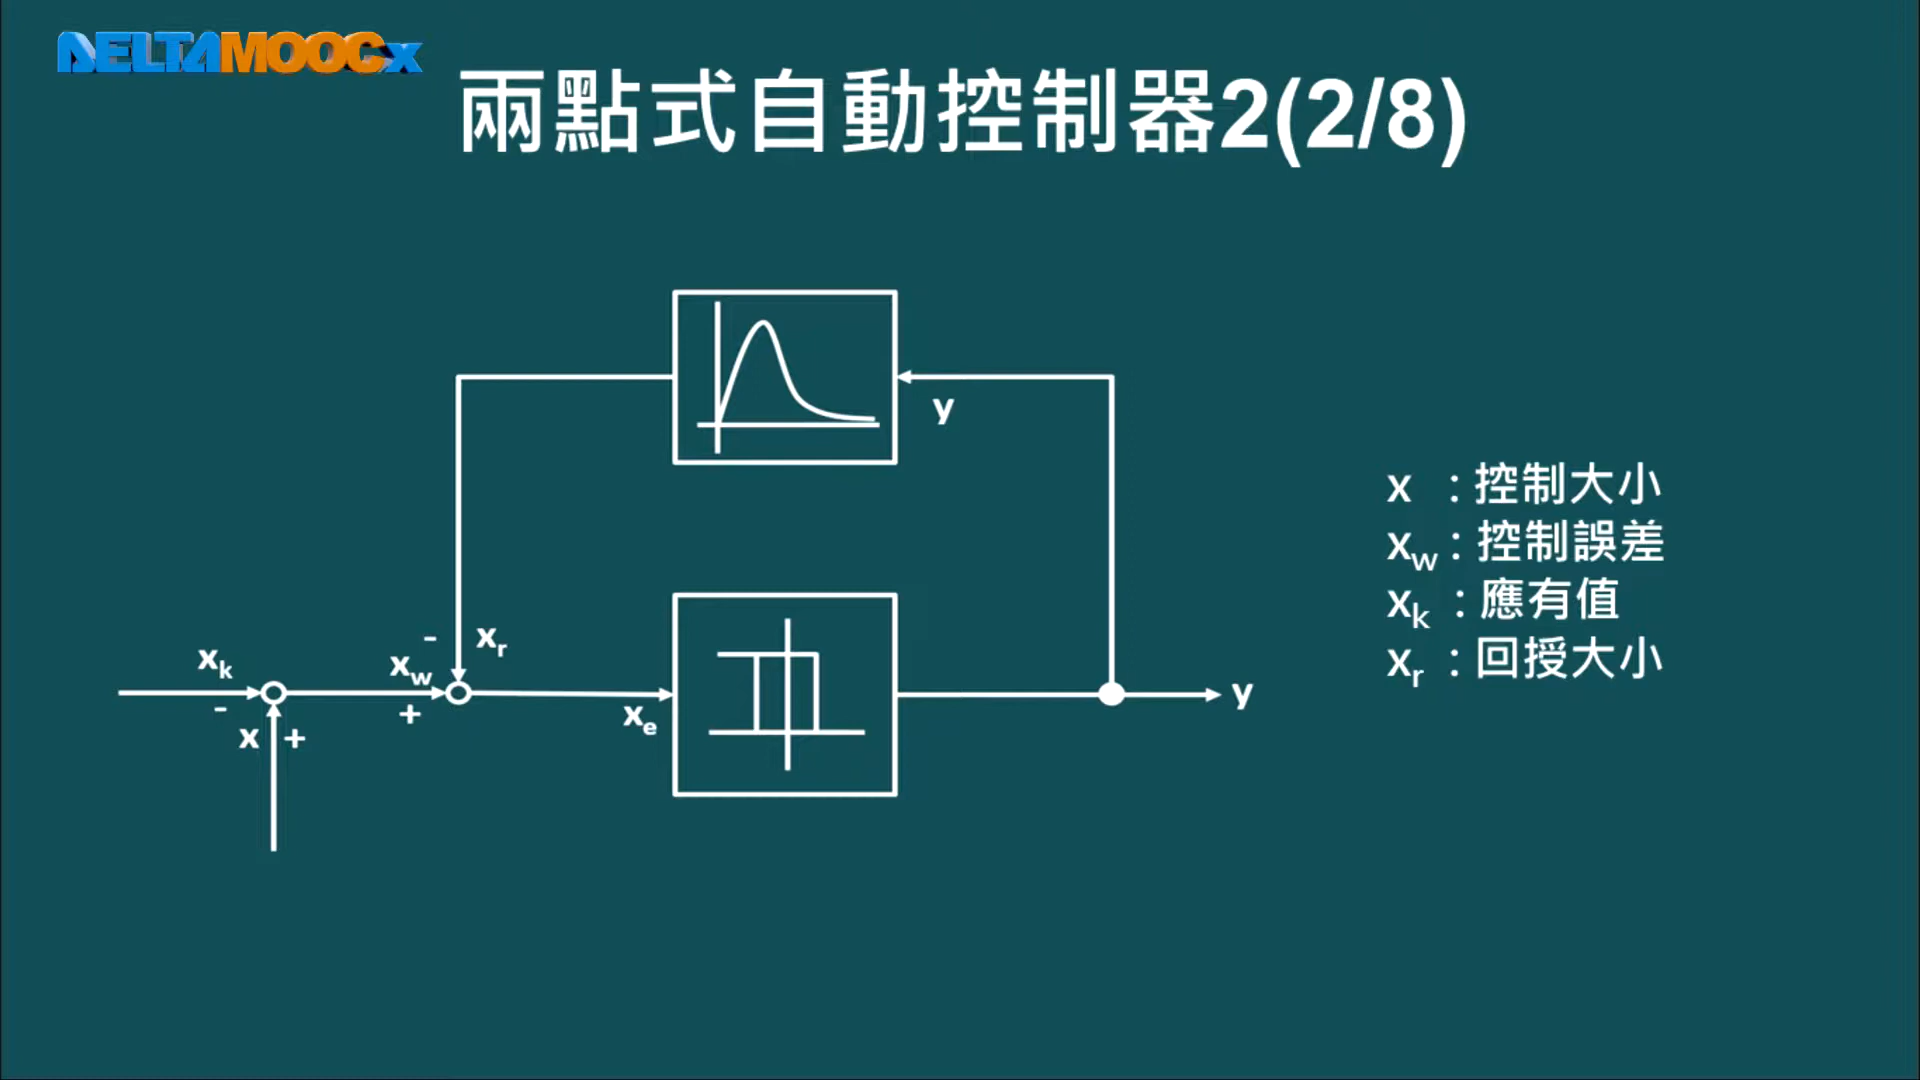 DELTAMOOCx
兩點式自動控制器2(2/8)
y
x : 控制大小
xw : 控制誤差
xk : 應有值
xr : 回授大小
- xr
xk
xw
y
-
+
xe
x +